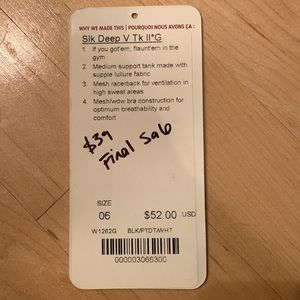 WHY WE MADE THIS | POURQUOI NOUS AVONS ÇA :
Slk Deep V Tk II*G
1. If you got'em, flaunt'em in the
gym
2. Medium support tank made with
supple lullure fabric
3. Mesh racerback for ventilation in
high sweat areas
4. Mesh/wdw bra construction for
optimum breathability and
comfort
$39
Final Sale
SIZE
06 $52.00 USD
W1262G BLK/PTDT/WHT
000003066300